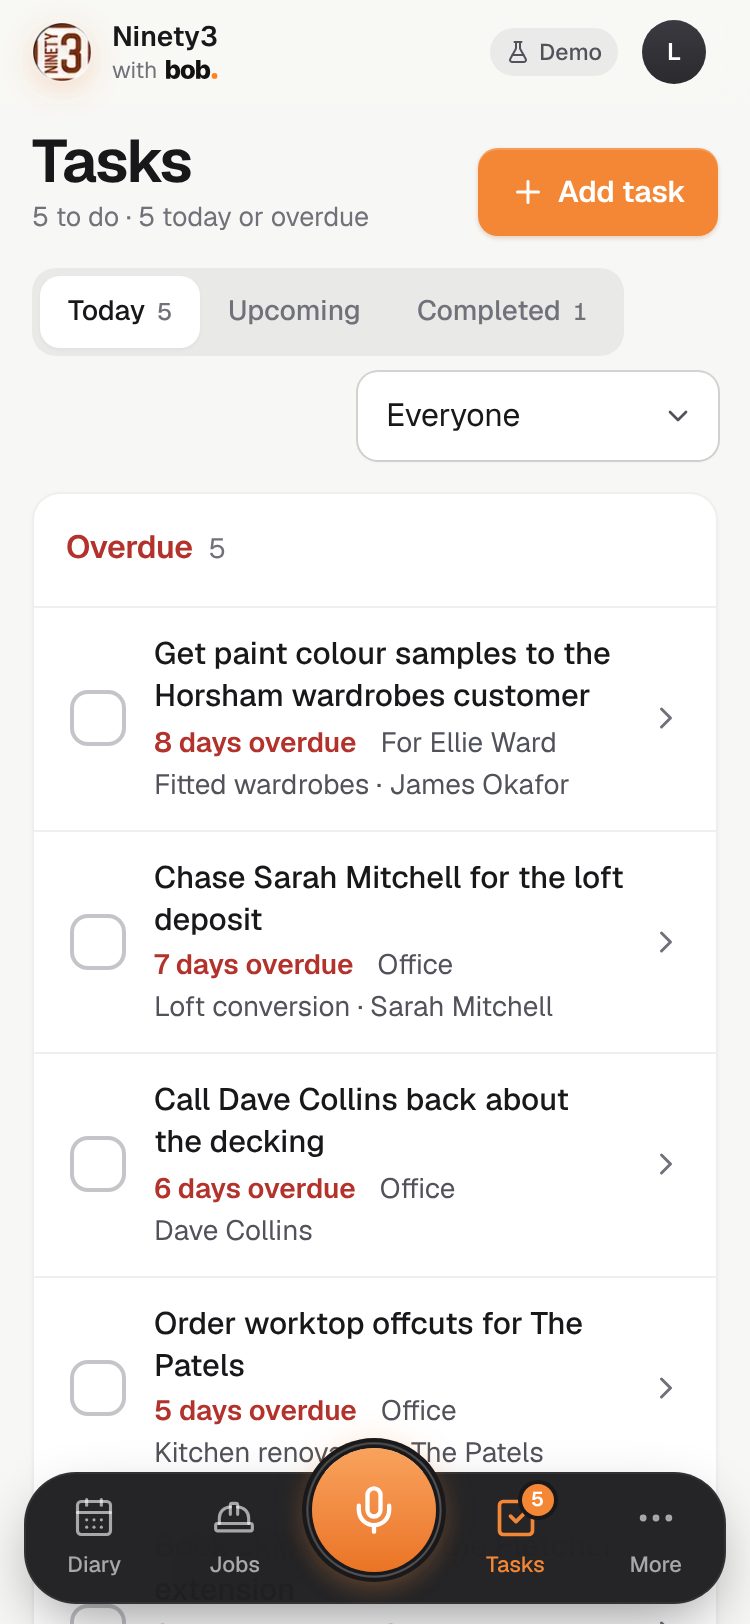 NINETY 3
Ninety3
with bob.
Demo
L
Tasks
5 to do · 5 today or overdue
+ Add task
Today 5
Upcoming
Completed 1
Everyone
Overdue 5
Get paint colour samples to the
Horsham wardrobes customer
8 days overdue For Ellie Ward
Fitted wardrobes · James Okafor
Chase Sarah Mitchell for the loft
deposit
7 days overdue Office
Loft conversion · Sarah Mitchell
Call Dave Collins back about
the decking
6 days overdue Office
Dave Collins
Order worktop offcuts for The
Patels
5 days overdue Office
Kitchen The Patels
extension
5
Diary
Jobs
Tasks
More